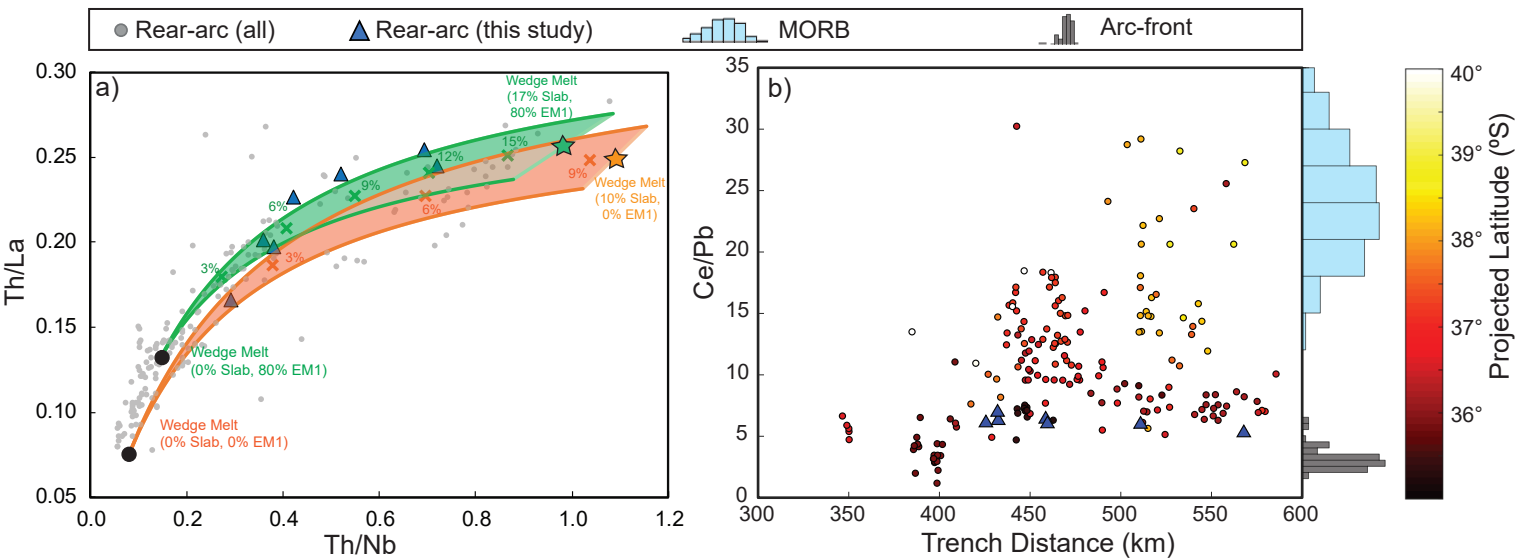 Rear-arc (all) Rear-arc (this study) MORB Arc-front
a)
Th/La
0.30
0.25
0.20
0.15
0.10
0.05
0.0 0.2 0.4 0.6 0.8 1.0 1.2
Th/Nb
Wedge Melt
(17% Slab,
80% EM1)
15%
12%
9%
6%
3%
9%
6%
3%
Wedge Melt
(10% Slab,
0% EM1)
Wedge Melt
(0% Slab, 80% EM1)
Wedge Melt
(0% Slab, 0% EM1)
b)
Ce/Pb
35
30
25
20
15
10
5
0
300 350 400 450 500 550 600
Trench Distance (km)
40°
39°
38°
37°
36°
Projected Latitude (ºS)